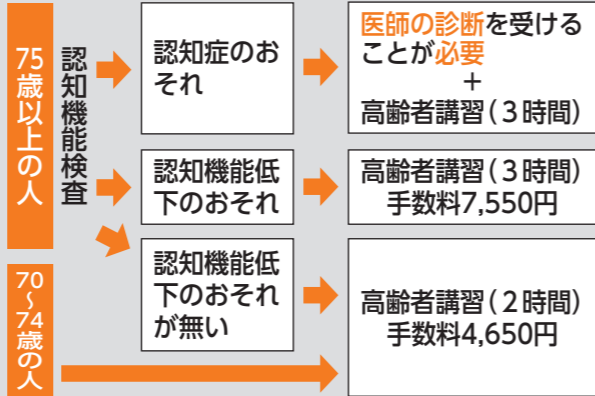 75歳以上の人
認知機能検査
認知症のお
それ
医師の診断を受ける
ことが必要
+
高齢者講習(3時間)
認知機能低
下のおそれ
高齢者講習(3時間)
手数料7,550円
認知機能低
下のおそれ
が無い
高齢者講習(2時間)
手数料4,650円
70~74歳の人